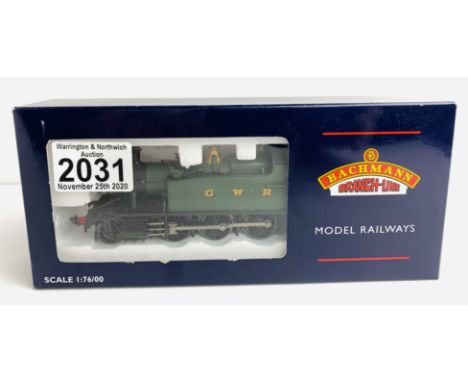 Warrington & Northwich
Auction
2031
November 25th 2020
G W R
B
BACHMANN
BRANCH-LINE
MODEL RAILWAYS
SCALE 1:76/00